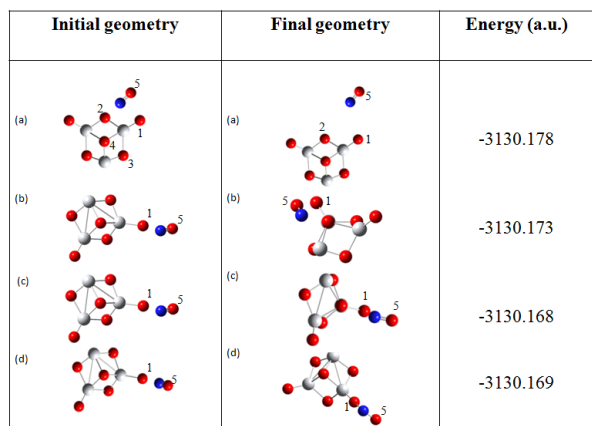 Initial geometry Final geometry Energy (a.u.)
(a) 5 2 1 4 3 (a) 5 2 1 -3130.178
(b) 1 5 (b) 5 1 -3130.173
(c) 1 5 (c) 1 5 -3130.168
(d) 1 5 (d) 1 5 -3130.169